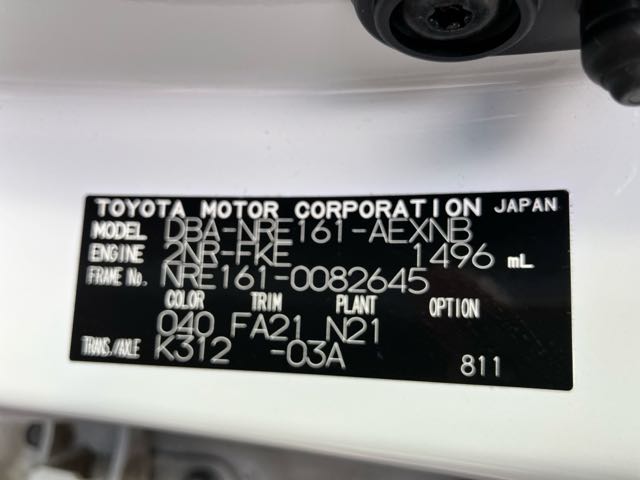 TOYOTA MOTOR CORPORATION JAPAN
MODEL DBA-NRE161-AEXNB
ENGINE 2NR-FKE 1496 mL
FRAME No. NRE161-0082645
COLOR TRIM PLANT OPTION
040 FA21 N21
TRANS./AXLE K312 -03A 811